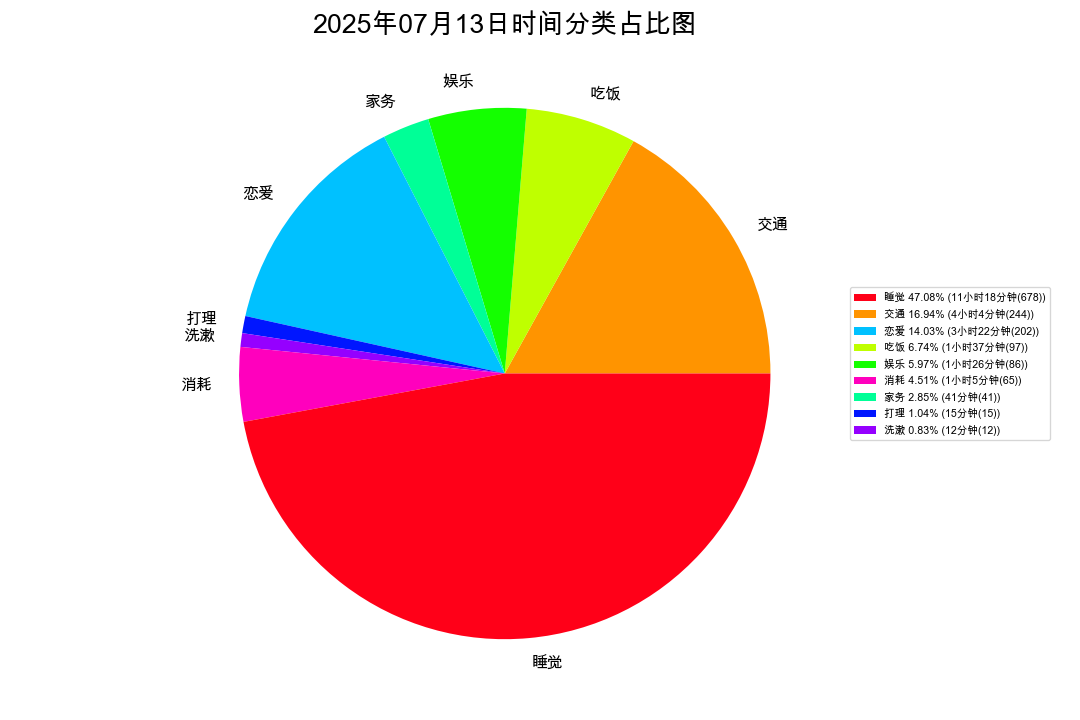 2025年07月13日时间分类占比图
娱乐
吃饭
家务
恋爱
交通
打理
洗漱
消耗
睡觉
睡觉 47.08% (11小时18分钟(678))
交通 16.94% (4小时4分钟(244))
恋爱 14.03% (3小时22分钟(202))
吃饭 6.74% (1小时37分钟(97))
娱乐 5.97% (1小时26分钟(86))
消耗 4.51% (1小时5分钟(65))
家务 2.85% (41分钟(41))
打理 1.04% (15分钟(15))
洗漱 0.83% (12分钟(12))